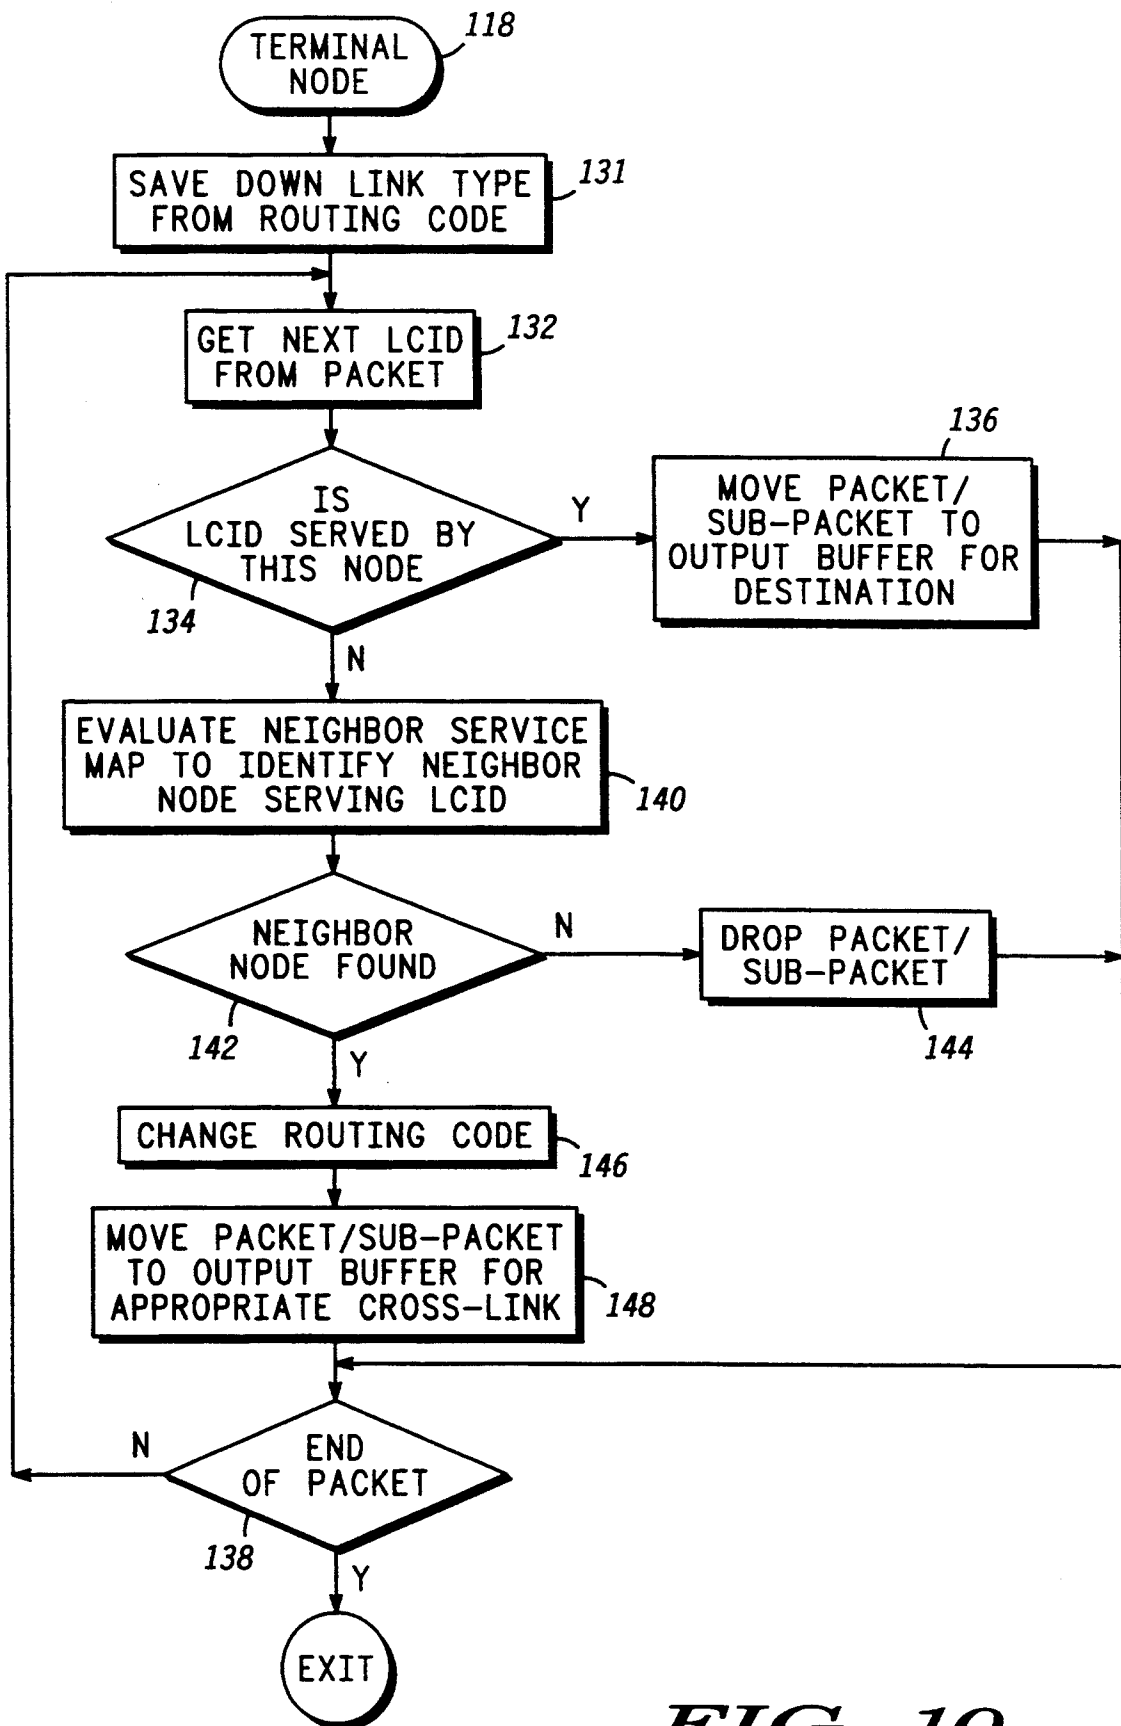 TERMINAL
NODE
118
SAVE DOWN LINK TYPE
FROM ROUTING CODE
131
GET NEXT LCID
FROM PACKET
132
IS
LCID SERVED BY
THIS NODE
134
Y
136
MOVE PACKET/
SUB-PACKET TO
OUTPUT BUFFER FOR
DESTINATION
N
EVALUATE NEIGHBOR SERVICE
MAP TO IDENTIFY NEIGHBOR
NODE SERVING LCID
140
NEIGHBOR
NODE FOUND
142
N
DROP PACKET/
SUB-PACKET
144
Y
CHANGE ROUTING CODE
146
MOVE PACKET/SUB-PACKET
TO OUTPUT BUFFER FOR
APPROPRIATE CROSS-LINK
148
N
END
OF PACKET
138
Y
EXIT
FIG. 10